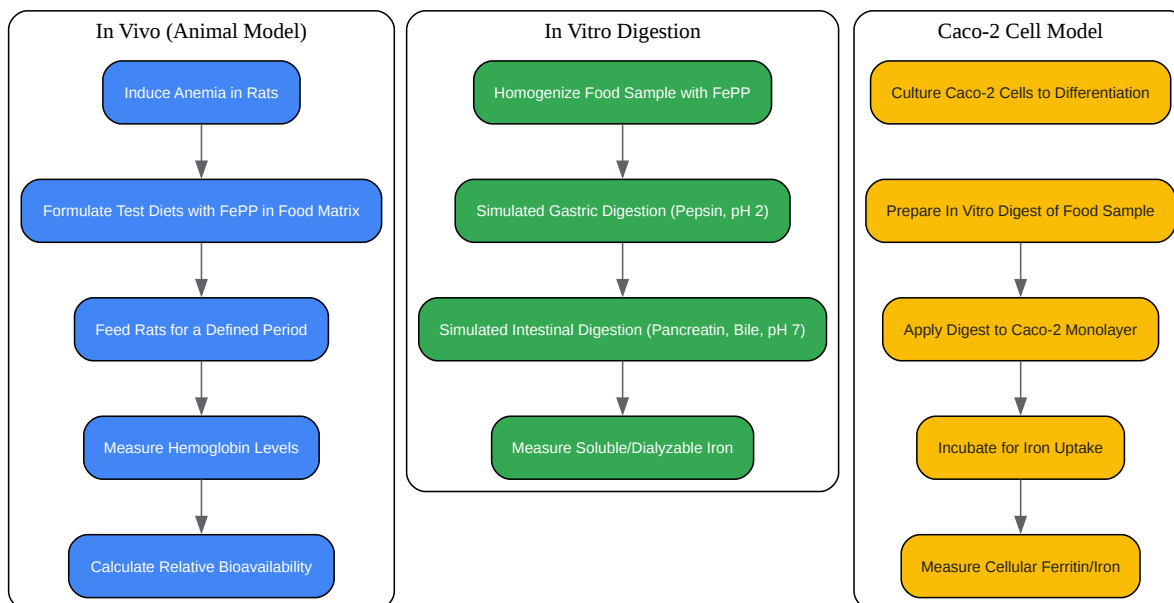 In Vivo (Animal Model)
Induce Anemia in Rats
Formulate Test Diets with FePP in Food Matrix
Feed Rats for a Defined Period
Measure Hemoglobin Levels
Calculate Relative Bioavailability
In Vitro Digestion
Homogenize Food Sample with FePP
Simulated Gastric Digestion (Pepsin, pH 2)
Simulated Intestinal Digestion (Pancreatin, Bile, pH 7)
Measure Soluble/Dialyzable Iron
Caco-2 Cell Model
Culture Caco-2 Cells to Differentiation
Prepare In Vitro Digest of Food Sample
Apply Digest to Caco-2 Monolayer
Incubate for Iron Uptake
Measure Cellular Ferritin/Iron